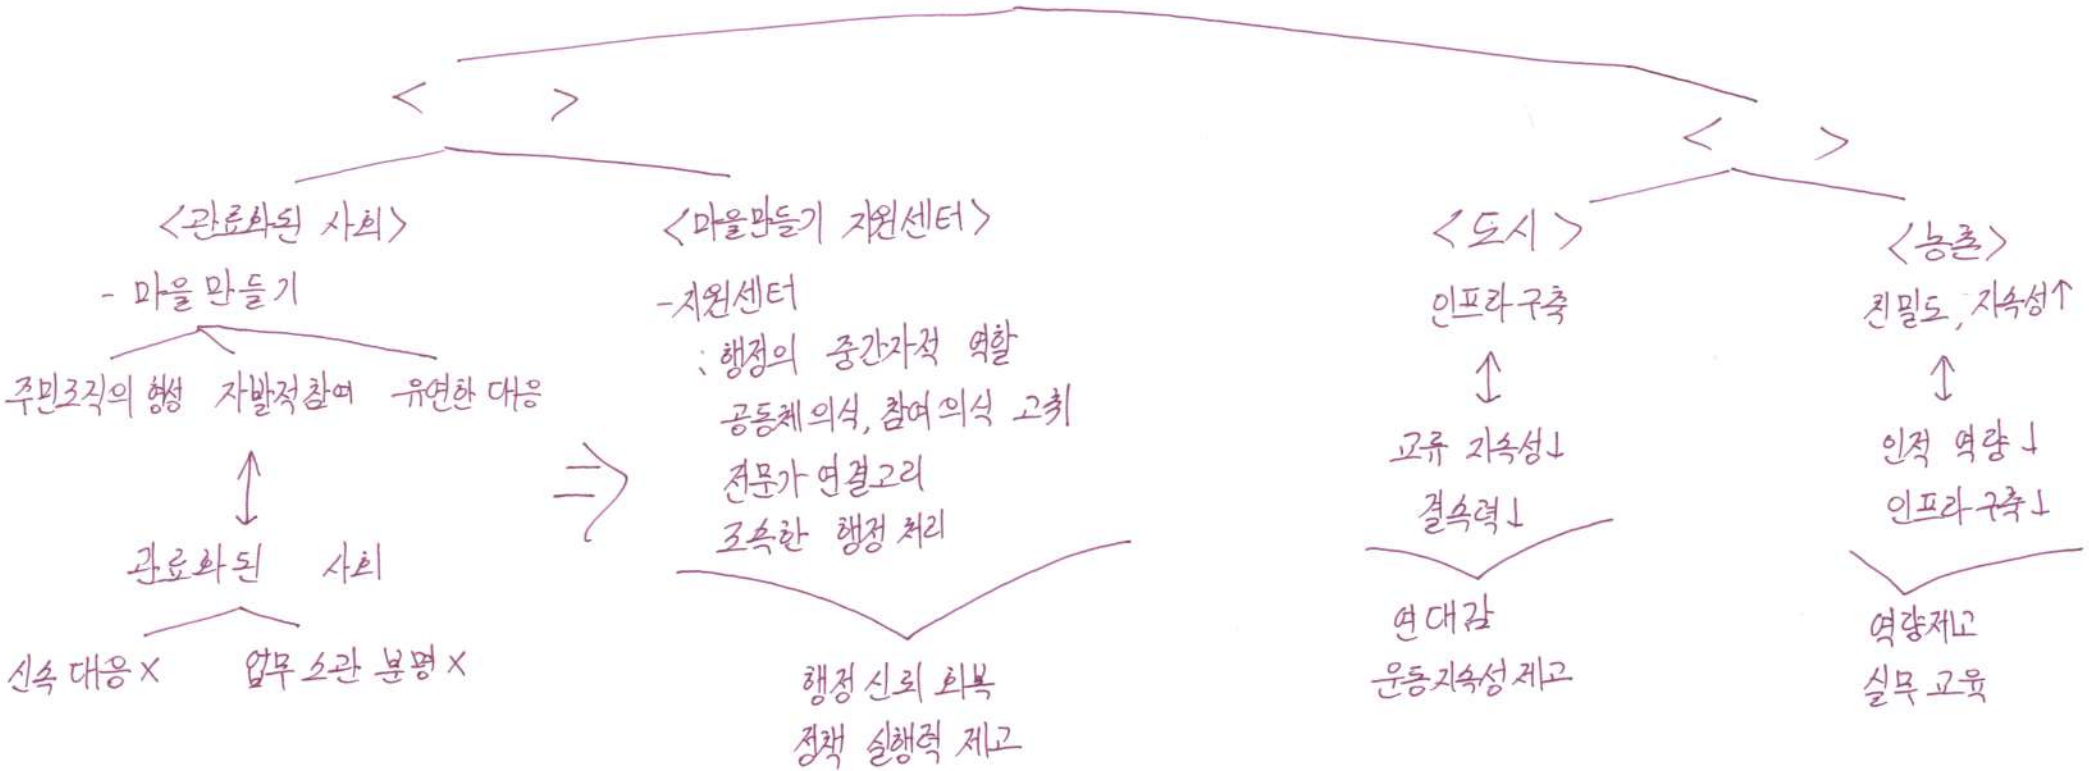 < >
< >
<관료화된 사회>
- 마을 만들기
주민조직의 형성 자발적 참여 유연한 대응
↕
관료화된 사회
신속 대응 X 업무 소관 분명 X
⇒
<마을만들기 지원센터>
- 지원센터
: 행정의 중간자적 역할
공동체 의식, 참여 의식 고취
전문가 연결고리
조속한 행정 처리
행정 신뢰 회복
정책 실행력 제고
<도시>
인프라 구축
↕
교류 지속성↓
결속력↓
연대감
운동 지속성 제고
<농촌>
친밀도, 지속성↑
↕
인적 역량↓
인프라 구축↓
역량제고
실무 교육